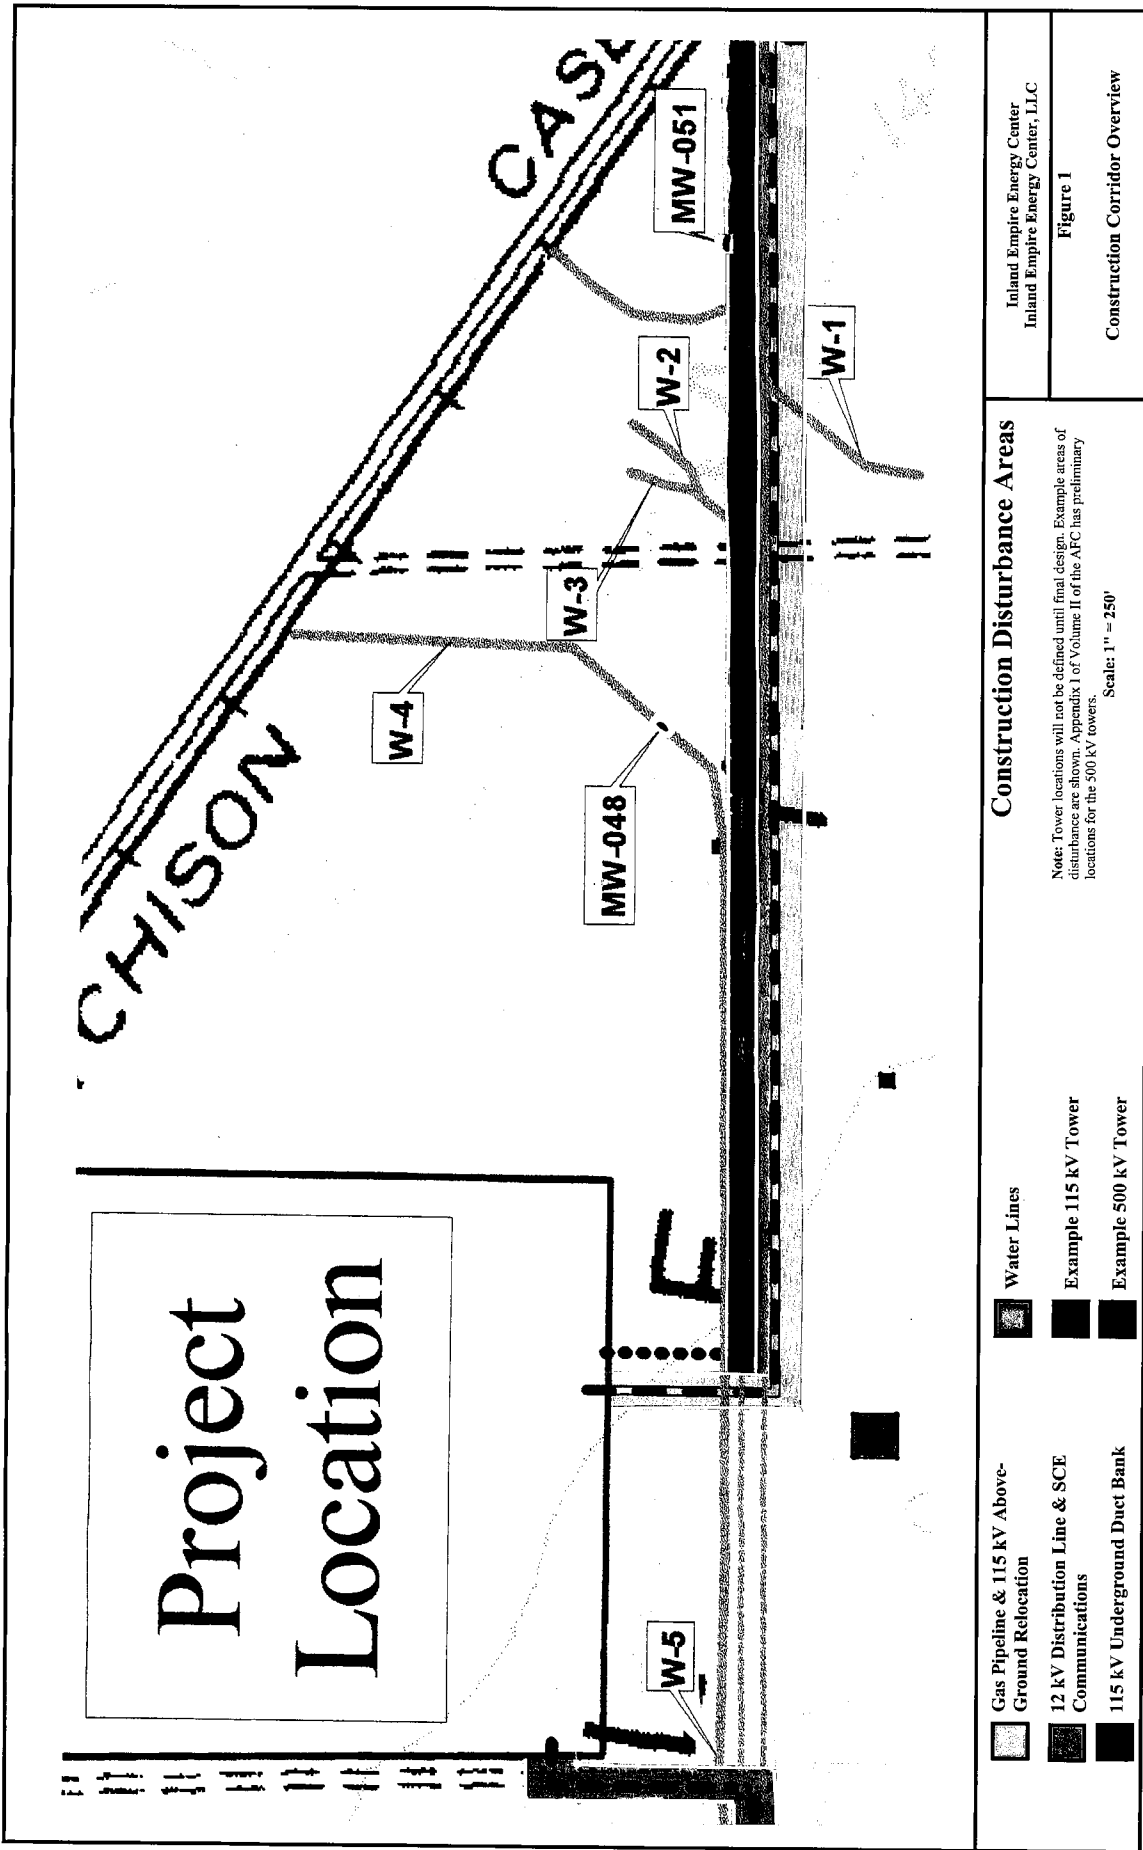 Project
Location
CHISON
CAS
MW-051
W-2
W-1
W-3
W-4
MW-048
W-5
Gas Pipeline & 115 kV Above-
Ground Relocation
12 kV Distribution Line & SCE
Communications
115 kV Underground Duct Bank
Water Lines
Example 115 kV Tower
Example 500 kV Tower
Construction Disturbance Areas
Note: Tower locations will not be defined until final design. Example areas of
disturbance are shown. Appendix I of Volume II of the AFC has preliminary
locations for the 500 kV towers.
Scale: 1" = 250'
Inland Empire Energy Center
Inland Empire Energy Center, LLC
Figure 1
Construction Corridor Overview